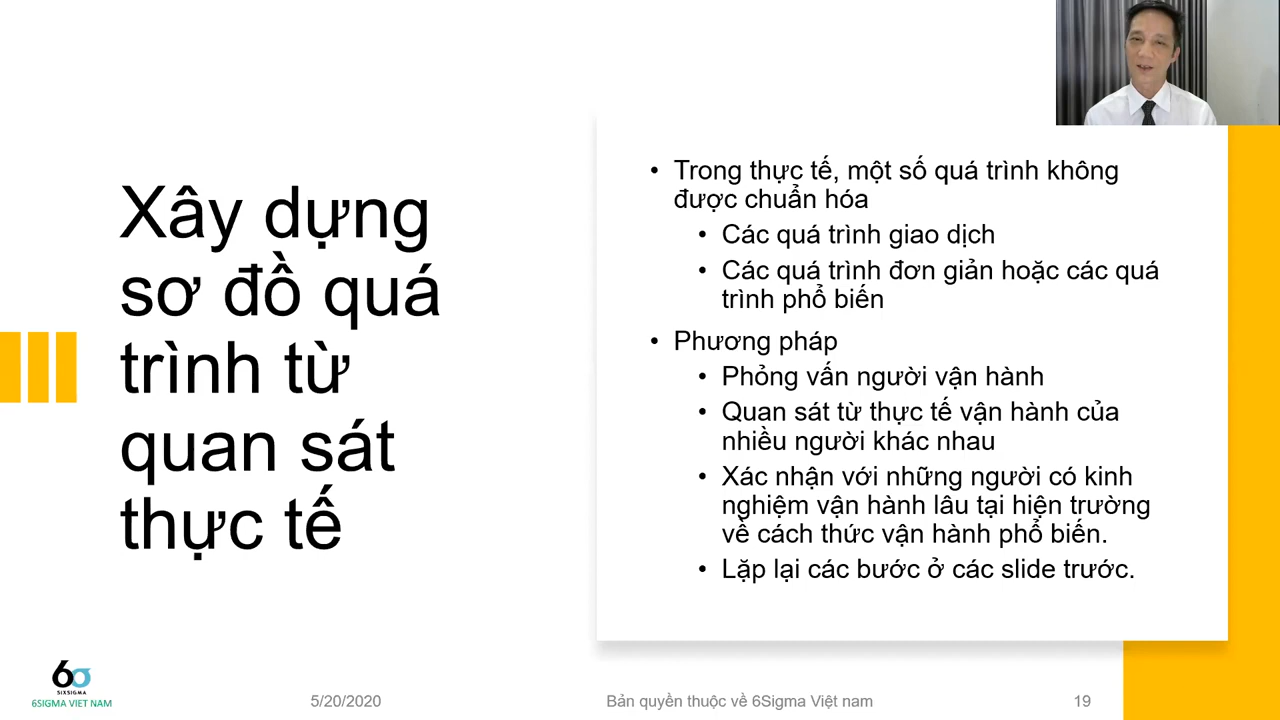 Xây dựng
sơ đồ quá
trình từ
quan sát
thực tế
• Trong thực tế, một số quá trình không
được chuẩn hóa
• Các quá trình giao dịch
• Các quá trình đơn giản hoặc các quá
trình phổ biến
• Phương pháp
• Phỏng vấn người vận hành
• Quan sát từ thực tế vận hành của
nhiều người khác nhau
• Xác nhận với những người có kinh
nghiệm vận hành lâu tại hiện trường
về cách thức vận hành phổ biến.
• Lặp lại các bước ở các slide trước.
6σ
SIXSIGMA
6SIGMA VIET NAM
5/20/2020
Bản quyền thuộc về 6Sigma Việt nam
19